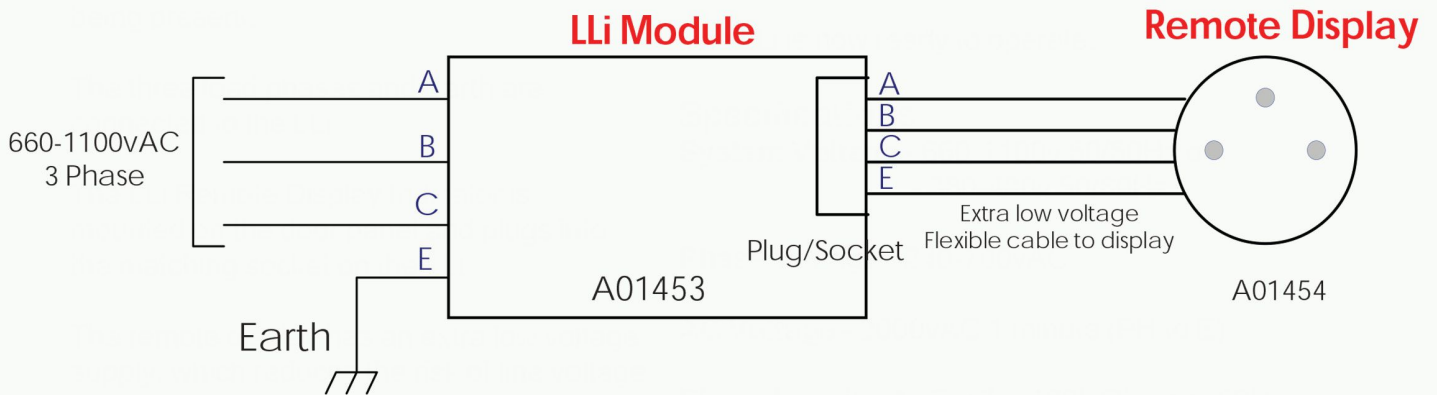 LLi Module
Remote Display
A
B
C
E
660-1100vAC
3 Phase
Earth
A01453
Plug/Socket
A
B
C
E
Extra low voltage
Flexible cable to display
A01454